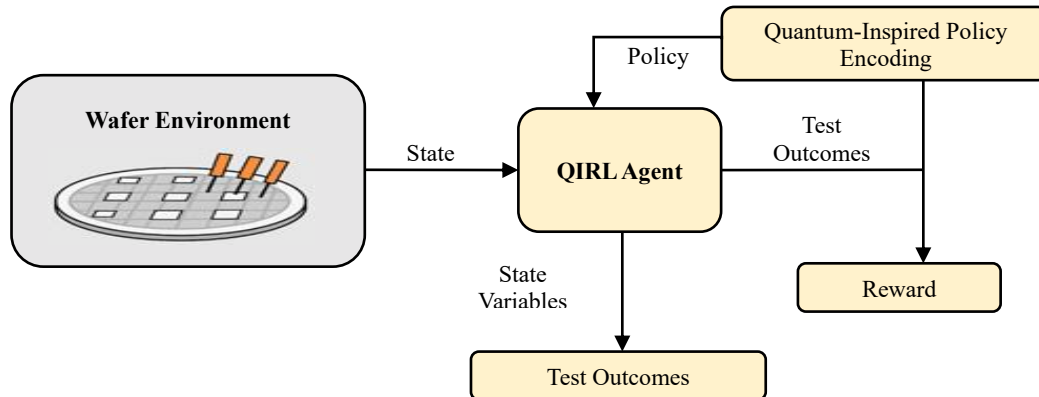 Quantum-Inspired Policy
Encoding
Policy
Wafer Environment
State
QIRL Agent
Test
Outcomes
State
Variables
Reward
Test Outcomes